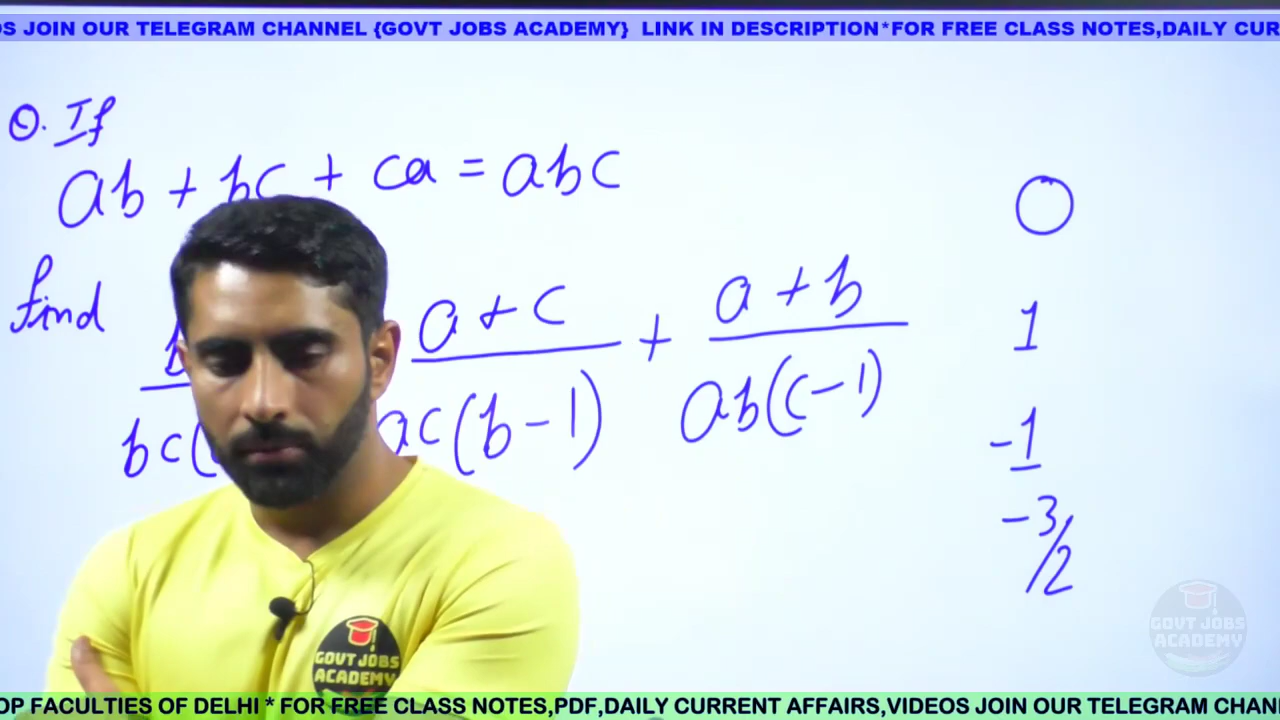 OS JOIN OUR TELEGRAM CHANNEL {GOVT JOBS ACADEMY} LINK IN DESCRIPTION*FOR FREE CLASS NOTES,DAILY CUR
Q. If
ab + bc + ca = abc
find
a + c + a + b
bc( ac(b-1) ab(c-1)
0
1
-1
-3/2
GOVT JOBS
ACADEMY
GOVT JOBS
ACADEMY
OP FACULTIES OF DELHI * FOR FREE CLASS NOTES,PDF,DAILY CURRENT AFFAIRS,VIDEOS JOIN OUR TELEGRAM CHAN